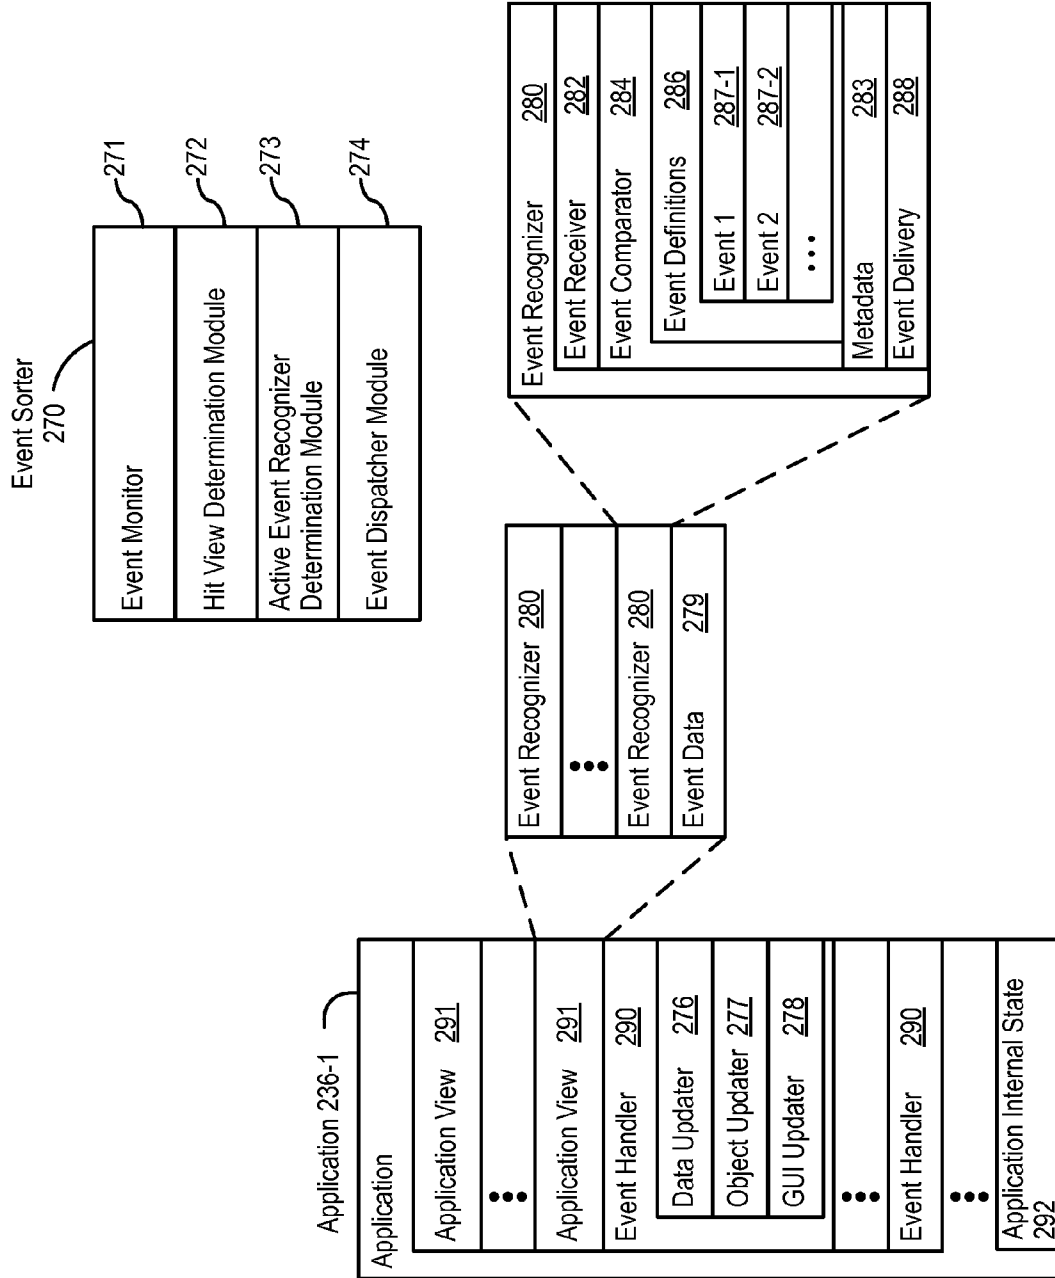 Event Sorter
270
Event Monitor
271
Hit View Determination Module
272
Active Event Recognizer
Determination Module
273
Event Dispatcher Module
274
Application 236-1
Application
Application View 291
•••
Application View 291
Event Handler 290
Data Updater 276
Object Updater 277
GUI Updater 278
•••
Event Handler 290
•••
Application Internal State
292
Event Recognizer 280
•••
Event Recognizer 280
Event Data 279
Event Recognizer 280
Event Receiver 282
Event Comparator 284
Event Definitions 286
Event 1 287-1
Event 2 287-2
•••
Metadata 283
Event Delivery 288